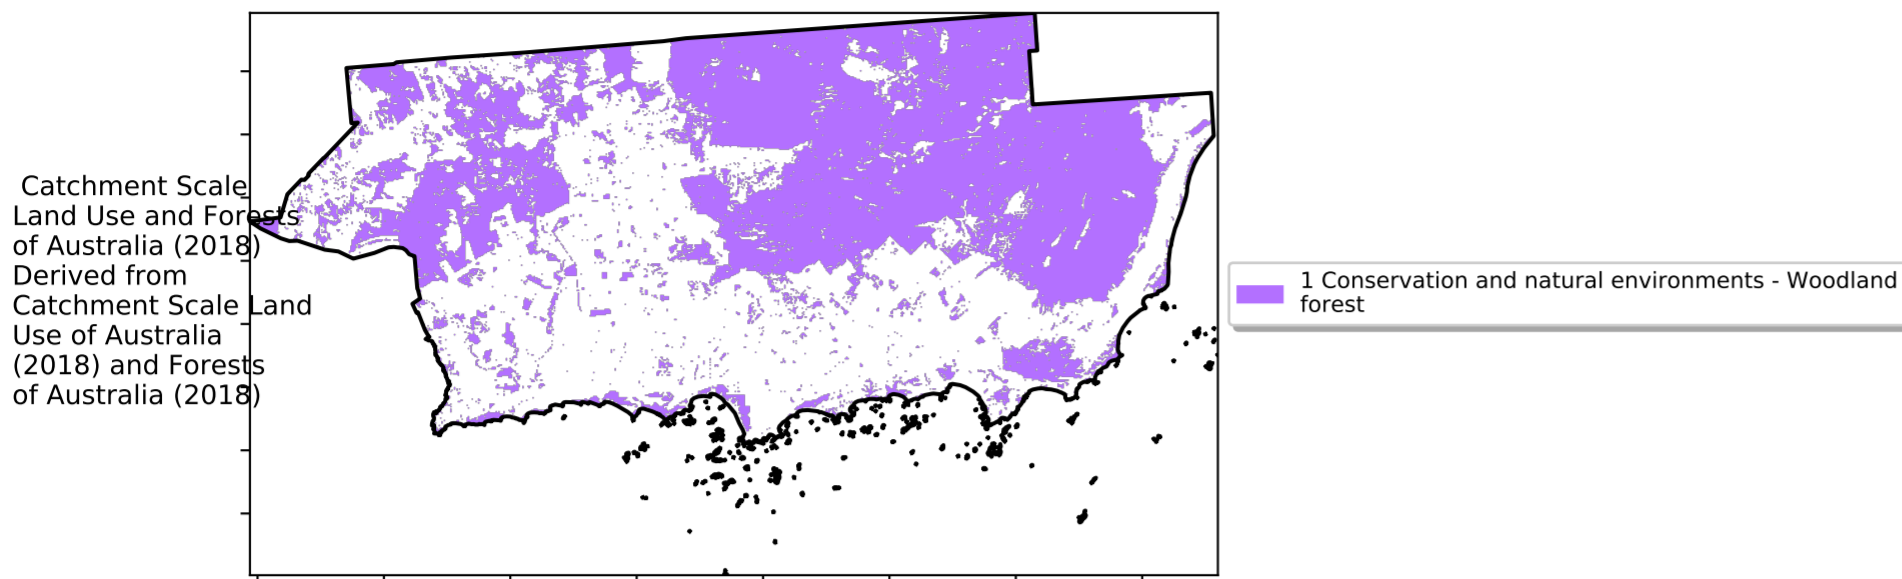 Catchment Scale
Land Use and Forests
of Australia (2018)
Derived from
Catchment Scale Land
Use of Australia
(2018) and Forests
of Australia (2018)
1 Conservation and natural environments - Woodland
forest